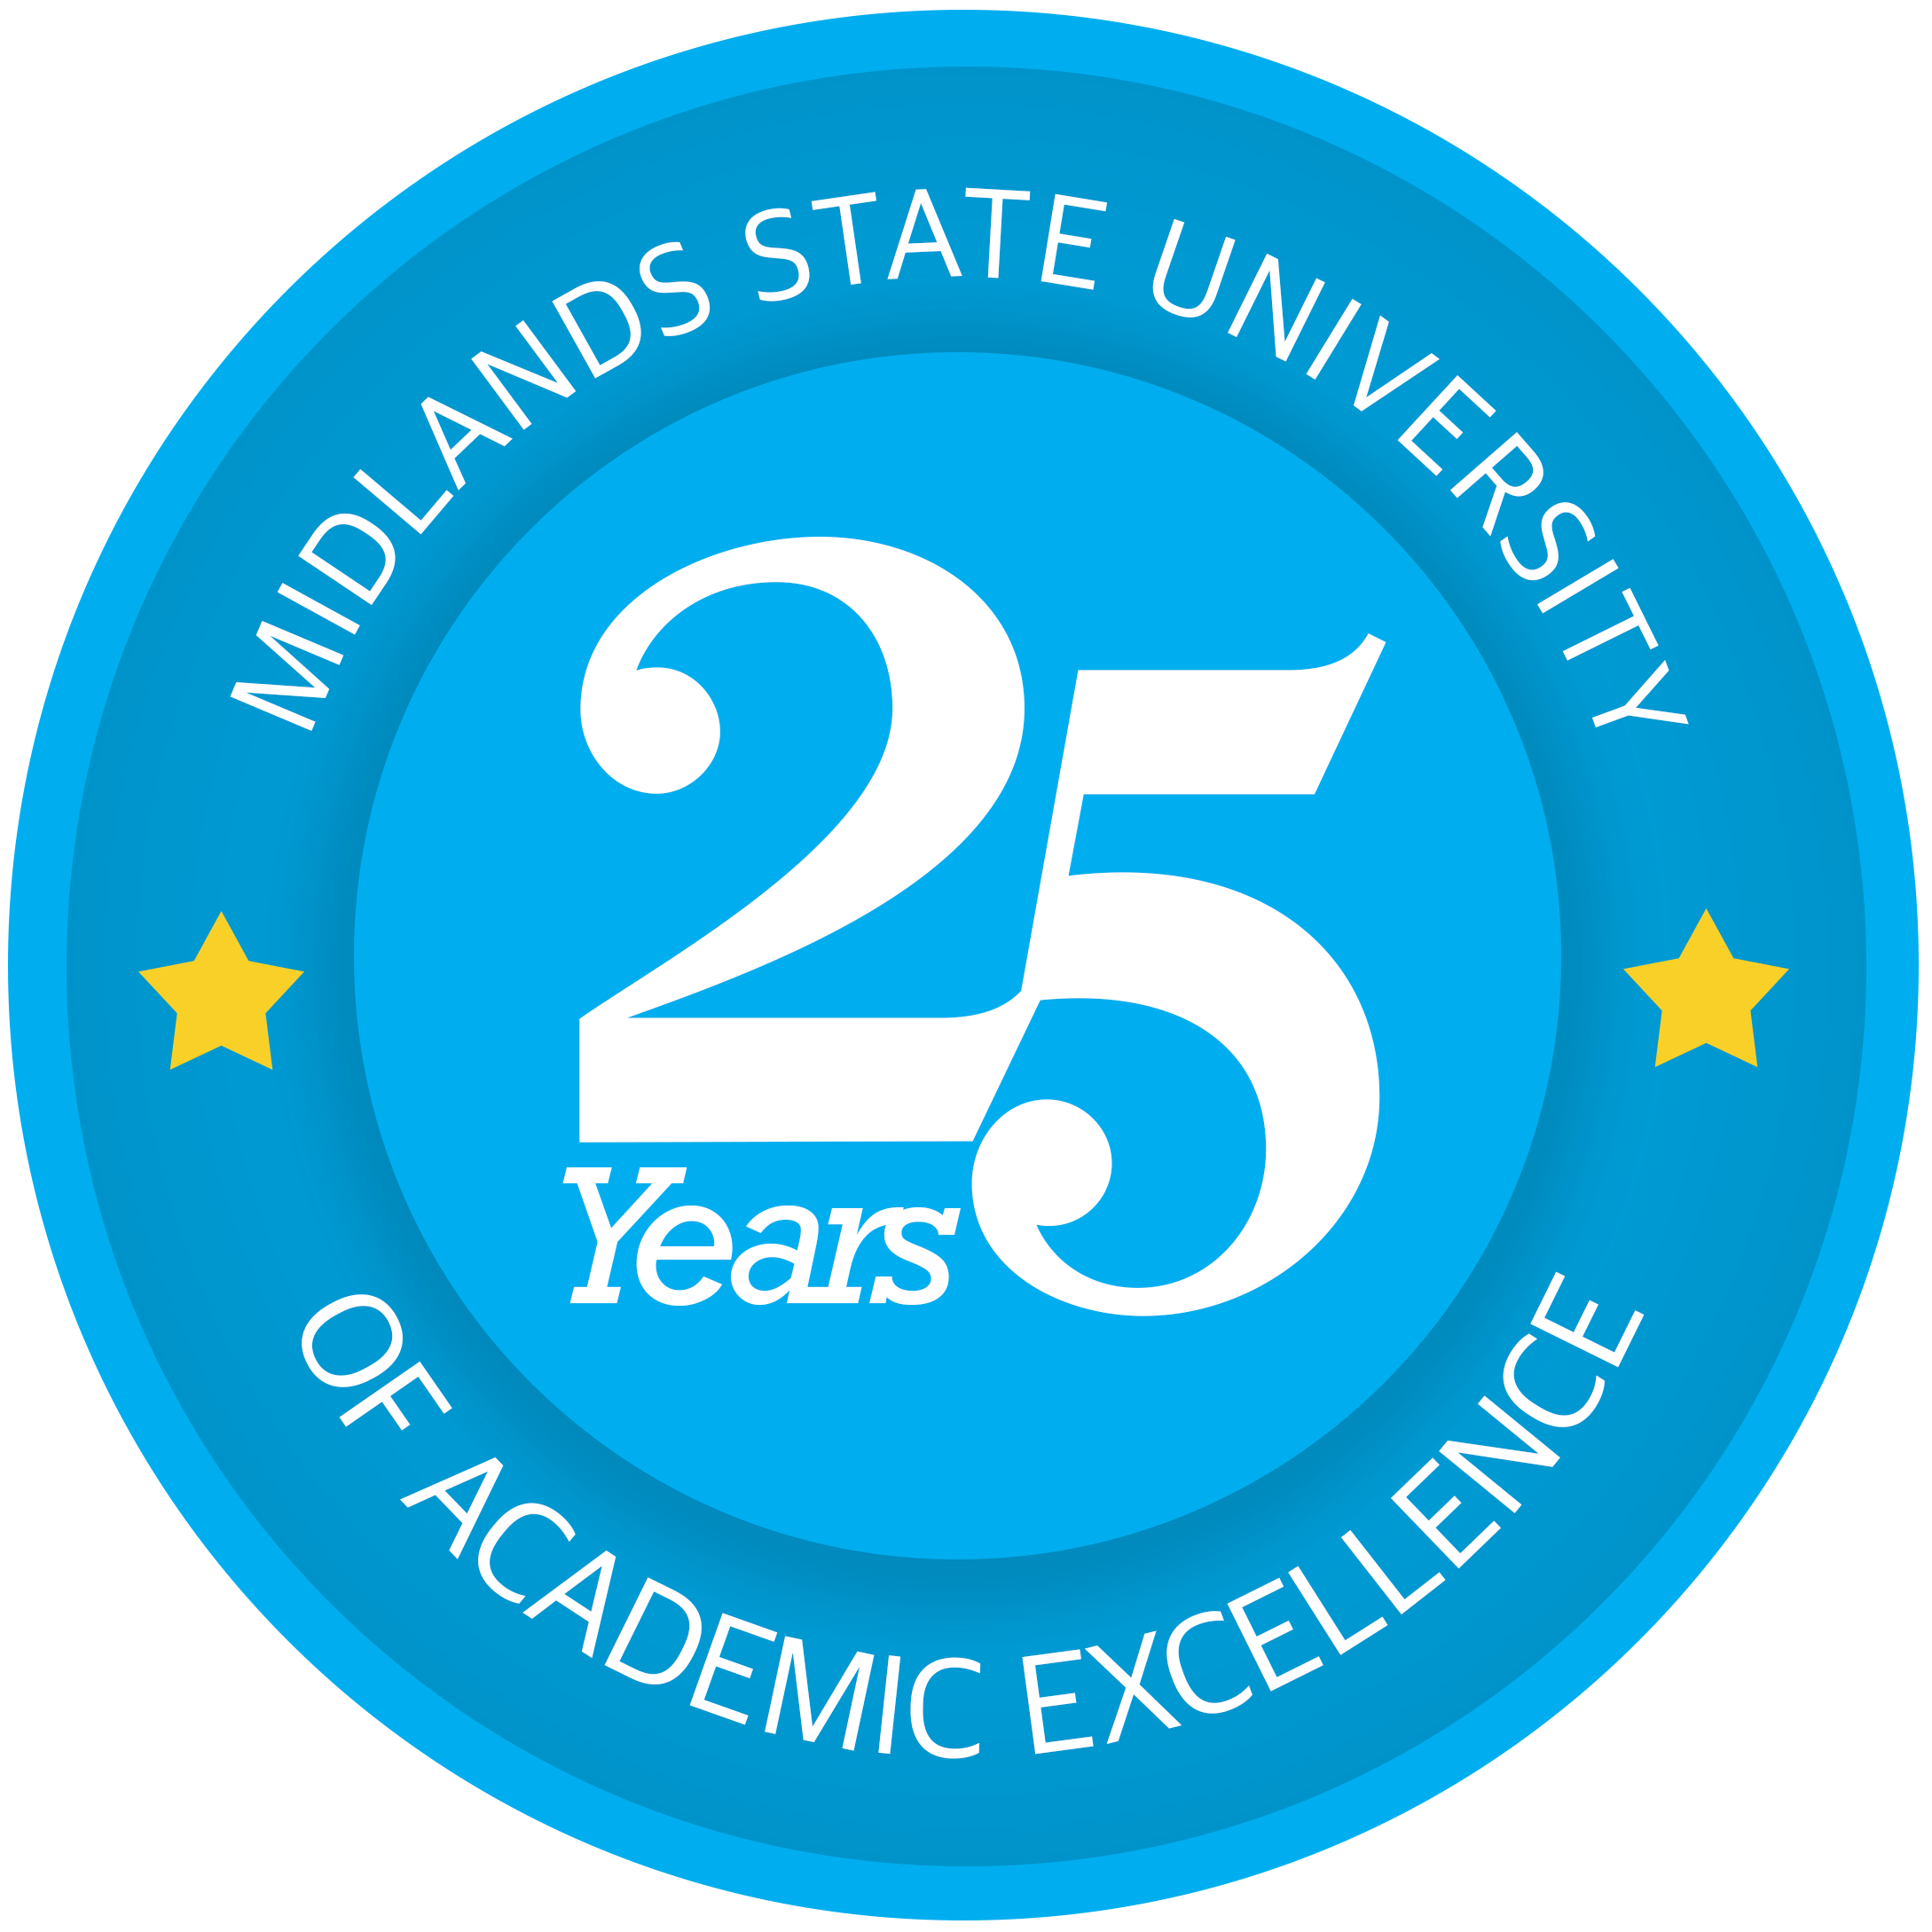 MIDLANDS STATE UNIVERSITY
25
Years
OF ACADEMIC EXCELLENCE